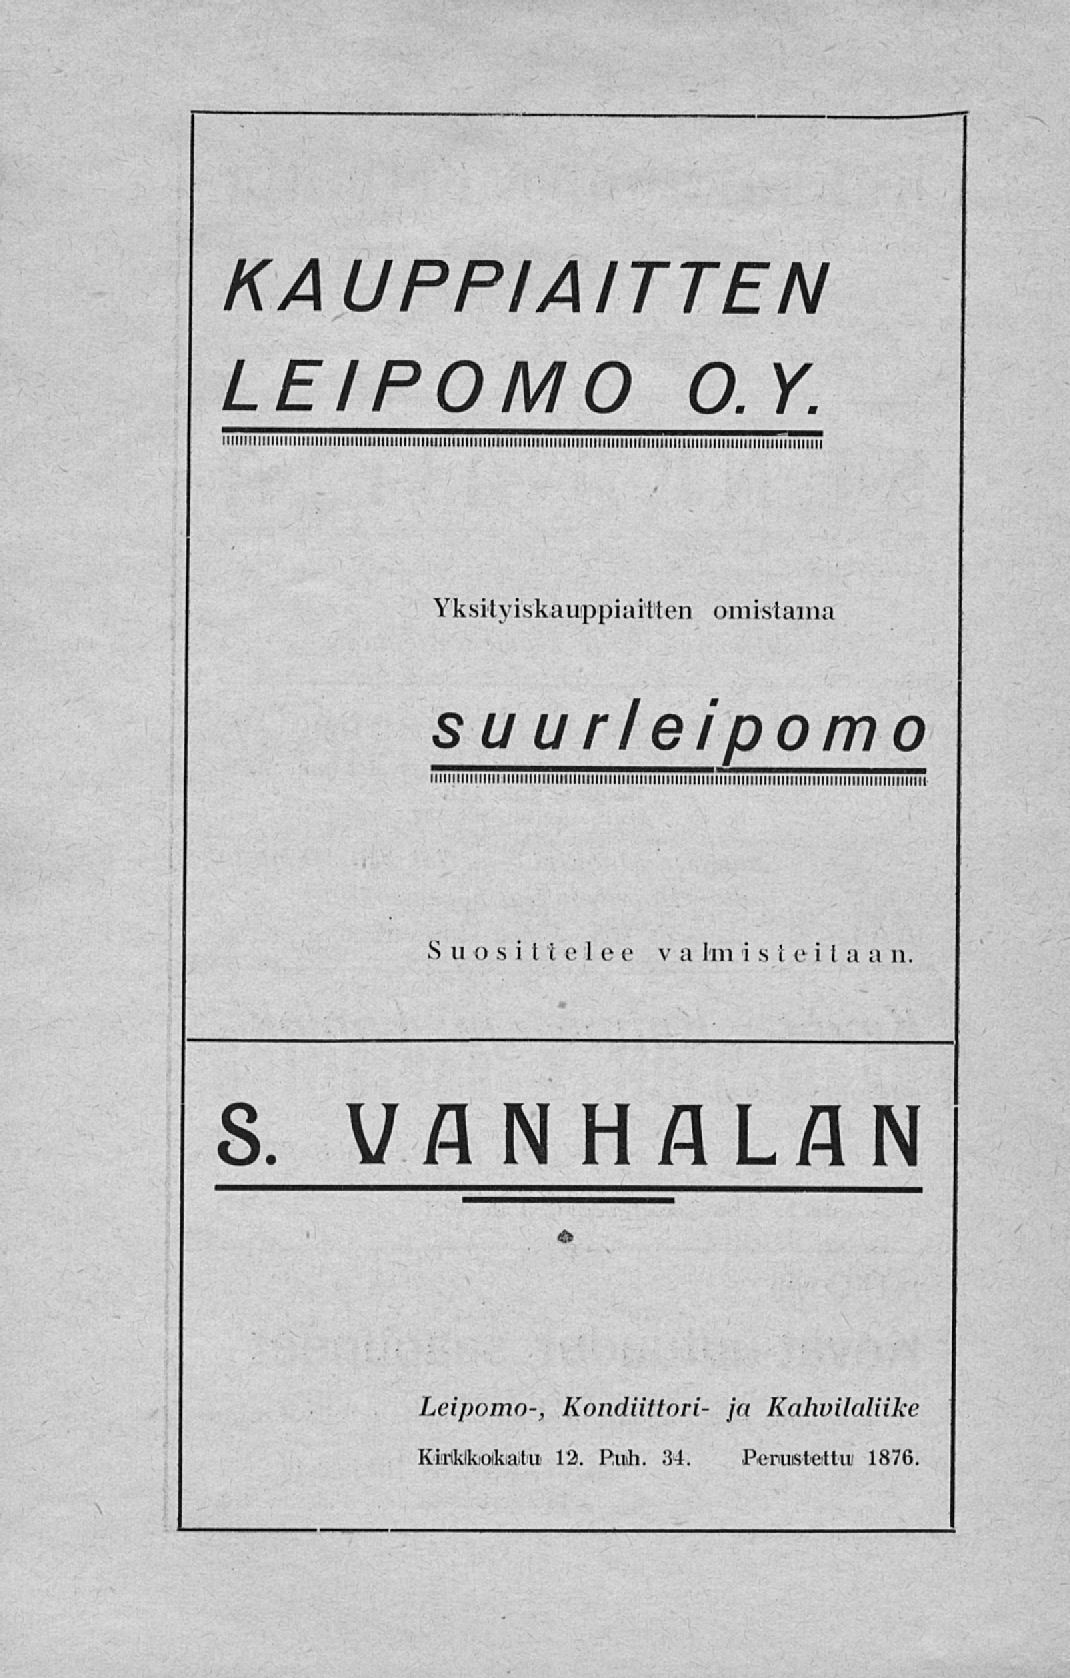 KAUPPIAITTEN
LEIPOMO O.Y.
Yksityiskauppiaitten omistama
suurleipomo
Suosittelee valmisteitaan.
S. VANHALAN
Leipomo-, Kondiittori- ja Kahvilaliike
Kirkkokatu 12. Puh. 34. Perustettu 1876.